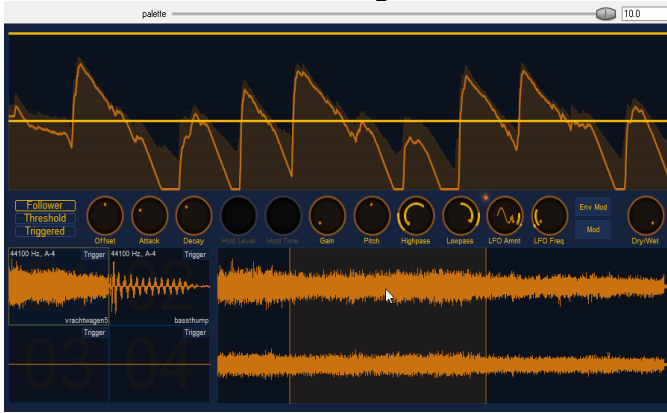 palette 10.0
Follower
Threshold
Triggered
Offset Attack Decay Hold Level Hold Time Gain Pitch Highpass Lowpass LFO Amnt LFO Freq Env Mod Mod Dry/Wet
44100 Hz, A-4 Trigger 44100 Hz, A-4 Trigger
02
vrachtwagen5 bassthump
Trigger Trigger
03 04